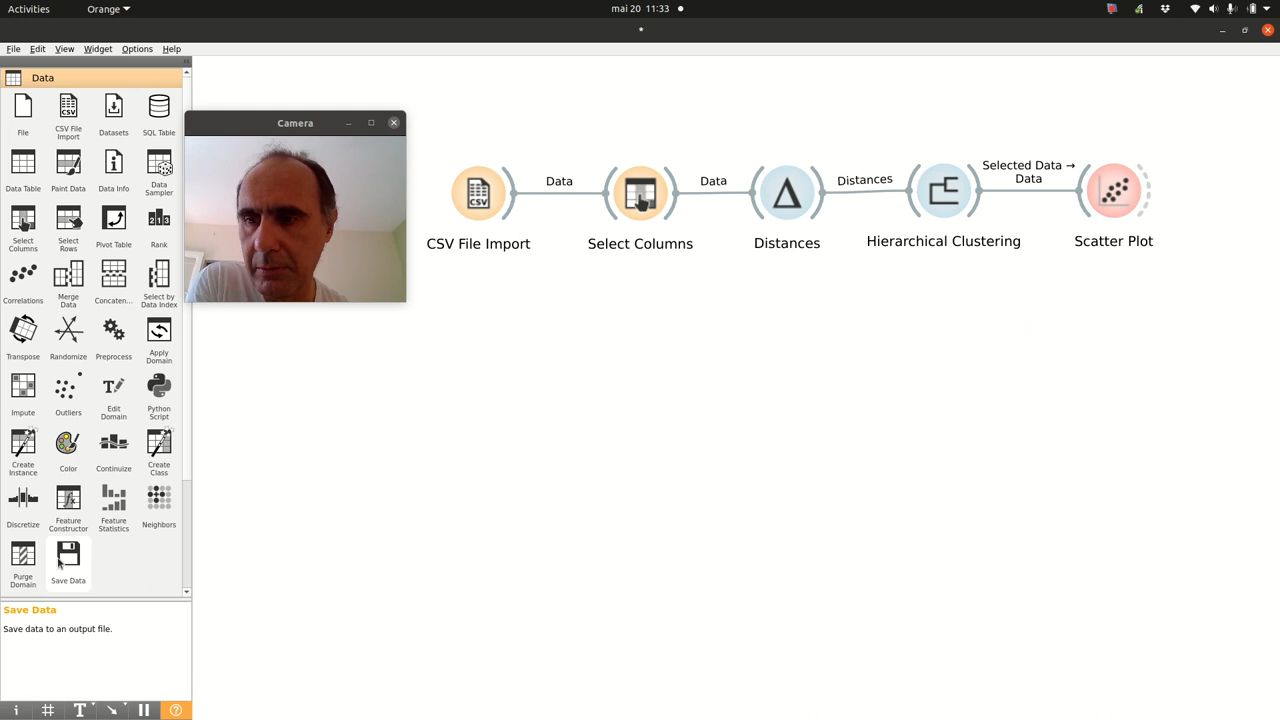 Activities
Orange
mai 20 11:33
*
File Edit View Widget Options Help
Data
File
CSV File
Import
Datasets
SQL Table
Data Table
Paint Data
Data Info
Data
Sampler
Select
Columns
Select
Rows
Pivot Table
Rank
Correlations
Merge
Data
Concaten...
Select by
Data Index
Transpose
Randomize
Preprocess
Apply
Domain
Impute
Outliers
Edit
Domain
Python
Script
Create
Instance
Color
Continuize
Create
Class
Discretize
Feature
Constructor
Feature
Statistics
Neighbors
Purge
Domain
Save Data
Save Data
Save data to an output file.
Camera
CSV
Data
Data
Distances
Selected Data →
Data
CSV File Import
Select Columns
Distances
Hierarchical Clustering
Scatter Plot